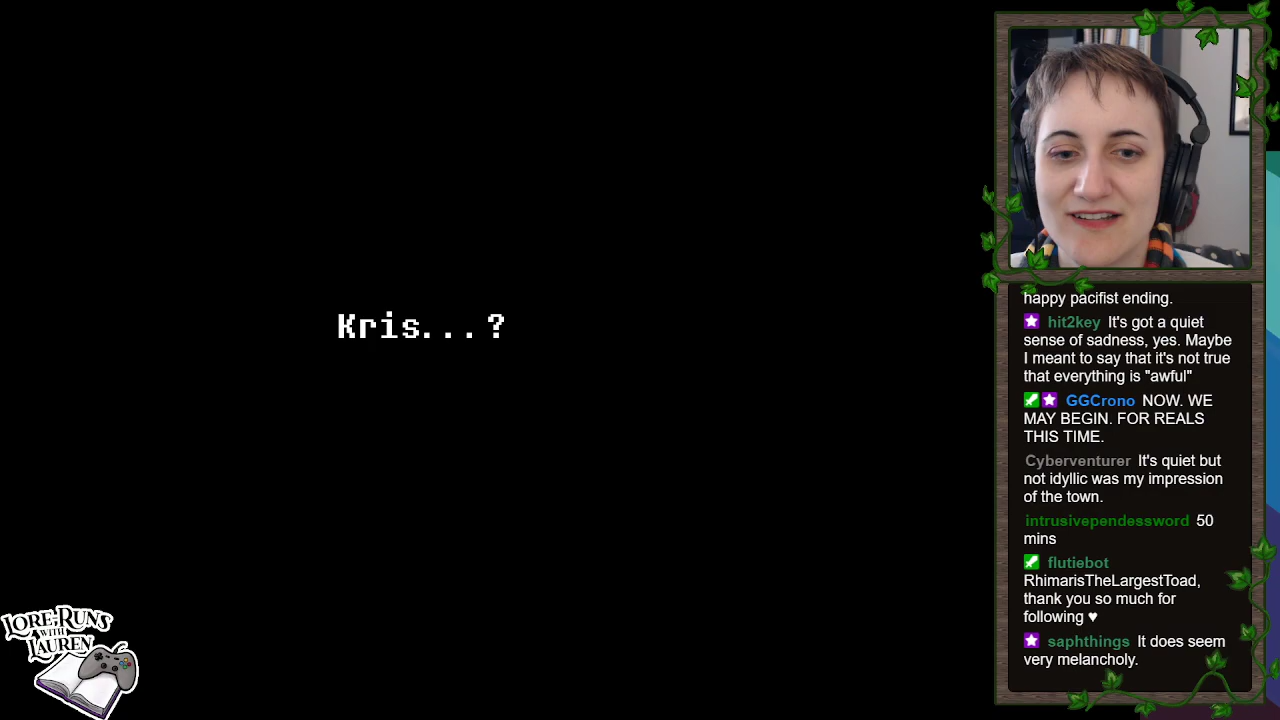 Kris...?
happy pacifist ending.
hit2key It's got a quiet
sense of sadness, yes. Maybe
I meant to say that it's not true
that everything is "awful"
GGCrono NOW. WE
MAY BEGIN. FOR REALS
THIS TIME.
Cyberventurer It's quiet but
not idyllic was my impression
of the town.
intrusivependessword 50
mins
flutiebot
RhimarisTheLargestToad,
thank you so much for
following ♥
saphthings It does seem
very melancholy.
LORE-RUNS
WITH
LAUREN